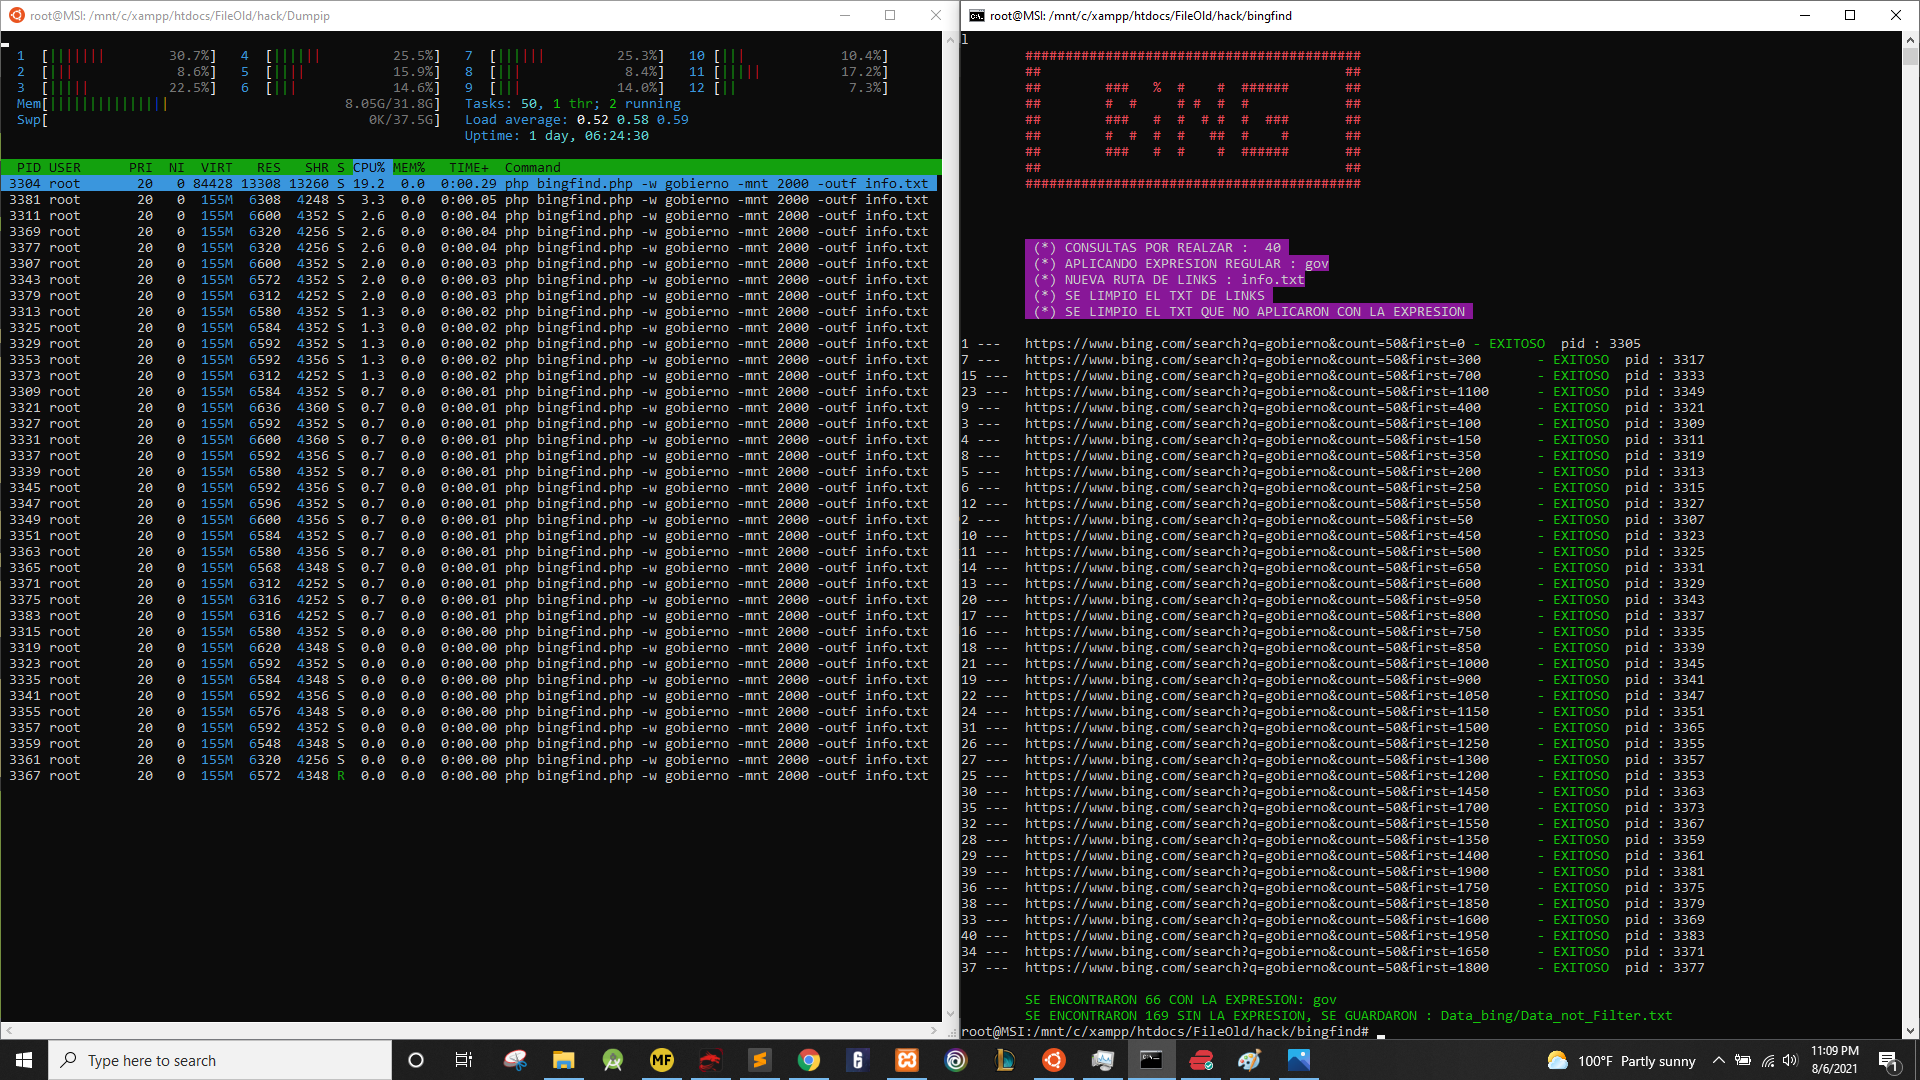 root@MSI: /mnt/c/xampp/htdocs/FileOld/hack/Dumpip
1 [||||||| 30.7%] 4 [|||||| 25.5%] 7 [|||||| 25.3%] 10 [||| 10.4%]
2 [||| 8.6%] 5 [|||| 15.9%] 8 [||| 8.4%] 11 [||||| 17.2%]
3 [||||| 22.5%] 6 [||| 14.6%] 9 [||| 14.0%] 12 [|| 7.3%]
Mem[||||||||||||||| 8.05G/31.8G] Tasks: 50, 1 thr; 2 running
Swp[ 0K/37.5G] Load average: 0.52 0.58 0.59
Uptime: 1 day, 06:24:30
PID USER PRI NI VIRT RES SHR S CPU% MEM% TIME+ Command
3304 root 20 0 84428 13308 13260 S 19.2 0.0 0:00.29 php bingfind.php -w gobierno -mnt 2000 -outf info.txt
3381 root 20 0 155M 6308 4248 S 3.3 0.0 0:00.05 php bingfind.php -w gobierno -mnt 2000 -outf info.txt
3311 root 20 0 155M 6600 4352 S 2.6 0.0 0:00.04 php bingfind.php -w gobierno -mnt 2000 -outf info.txt
3369 root 20 0 155M 6320 4256 S 2.6 0.0 0:00.04 php bingfind.php -w gobierno -mnt 2000 -outf info.txt
3377 root 20 0 155M 6320 4256 S 2.6 0.0 0:00.04 php bingfind.php -w gobierno -mnt 2000 -outf info.txt
3307 root 20 0 155M 6600 4352 S 2.0 0.0 0:00.03 php bingfind.php -w gobierno -mnt 2000 -outf info.txt
3343 root 20 0 155M 6572 4352 S 2.0 0.0 0:00.03 php bingfind.php -w gobierno -mnt 2000 -outf info.txt
3379 root 20 0 155M 6312 4252 S 2.0 0.0 0:00.03 php bingfind.php -w gobierno -mnt 2000 -outf info.txt
3313 root 20 0 155M 6580 4352 S 1.3 0.0 0:00.02 php bingfind.php -w gobierno -mnt 2000 -outf info.txt
3325 root 20 0 155M 6584 4352 S 1.3 0.0 0:00.02 php bingfind.php -w gobierno -mnt 2000 -outf info.txt
3329 root 20 0 155M 6592 4352 S 1.3 0.0 0:00.02 php bingfind.php -w gobierno -mnt 2000 -outf info.txt
3353 root 20 0 155M 6592 4356 S 1.3 0.0 0:00.02 php bingfind.php -w gobierno -mnt 2000 -outf info.txt
3373 root 20 0 155M 6312 4252 S 1.3 0.0 0:00.02 php bingfind.php -w gobierno -mnt 2000 -outf info.txt
3309 root 20 0 155M 6584 4352 S 0.7 0.0 0:00.01 php bingfind.php -w gobierno -mnt 2000 -outf info.txt
3321 root 20 0 155M 6636 4360 S 0.7 0.0 0:00.01 php bingfind.php -w gobierno -mnt 2000 -outf info.txt
3327 root 20 0 155M 6592 4352 S 0.7 0.0 0:00.01 php bingfind.php -w gobierno -mnt 2000 -outf info.txt
3331 root 20 0 155M 6600 4360 S 0.7 0.0 0:00.01 php bingfind.php -w gobierno -mnt 2000 -outf info.txt
3337 root 20 0 155M 6592 4356 S 0.7 0.0 0:00.01 php bingfind.php -w gobierno -mnt 2000 -outf info.txt
3339 root 20 0 155M 6580 4352 S 0.7 0.0 0:00.01 php bingfind.php -w gobierno -mnt 2000 -outf info.txt
3345 root 20 0 155M 6592 4356 S 0.7 0.0 0:00.01 php bingfind.php -w gobierno -mnt 2000 -outf info.txt
3347 root 20 0 155M 6596 4352 S 0.7 0.0 0:00.01 php bingfind.php -w gobierno -mnt 2000 -outf info.txt
3349 root 20 0 155M 6600 4356 S 0.7 0.0 0:00.01 php bingfind.php -w gobierno -mnt 2000 -outf info.txt
3351 root 20 0 155M 6584 4352 S 0.7 0.0 0:00.01 php bingfind.php -w gobierno -mnt 2000 -outf info.txt
3363 root 20 0 155M 6580 4356 S 0.7 0.0 0:00.01 php bingfind.php -w gobierno -mnt 2000 -outf info.txt
3365 root 20 0 155M 6568 4348 S 0.7 0.0 0:00.01 php bingfind.php -w gobierno -mnt 2000 -outf info.txt
3371 root 20 0 155M 6312 4252 S 0.7 0.0 0:00.01 php bingfind.php -w gobierno -mnt 2000 -outf info.txt
3375 root 20 0 155M 6316 4252 S 0.7 0.0 0:00.01 php bingfind.php -w gobierno -mnt 2000 -outf info.txt
3383 root 20 0 155M 6316 4252 S 0.7 0.0 0:00.01 php bingfind.php -w gobierno -mnt 2000 -outf info.txt
3315 root 20 0 155M 6580 4352 S 0.0 0.0 0:00.00 php bingfind.php -w gobierno -mnt 2000 -outf info.txt
3319 root 20 0 155M 6620 4348 S 0.0 0.0 0:00.00 php bingfind.php -w gobierno -mnt 2000 -outf info.txt
3323 root 20 0 155M 6592 4352 S 0.0 0.0 0:00.00 php bingfind.php -w gobierno -mnt 2000 -outf info.txt
3335 root 20 0 155M 6584 4348 S 0.0 0.0 0:00.00 php bingfind.php -w gobierno -mnt 2000 -outf info.txt
3341 root 20 0 155M 6592 4356 S 0.0 0.0 0:00.00 php bingfind.php -w gobierno -mnt 2000 -outf info.txt
3355 root 20 0 155M 6576 4348 S 0.0 0.0 0:00.00 php bingfind.php -w gobierno -mnt 2000 -outf info.txt
3357 root 20 0 155M 6592 4352 S 0.0 0.0 0:00.00 php bingfind.php -w gobierno -mnt 2000 -outf info.txt
3359 root 20 0 155M 6548 4348 S 0.0 0.0 0:00.00 php bingfind.php -w gobierno -mnt 2000 -outf info.txt
3361 root 20 0 155M 6320 4256 S 0.0 0.0 0:00.00 php bingfind.php -w gobierno -mnt 2000 -outf info.txt
3367 root 20 0 155M 6572 4348 R 0.0 0.0 0:00.00 php bingfind.php -w gobierno -mnt 2000 -outf info.txt
root@MSI: /mnt/c/xampp/htdocs/FileOld/hack/bingfind
l
##########################################
## ##
## ### % # # ###### ##
## # # # # # # ##
## ### # # # # # ### ##
## # # # # ## # # ##
## ### # # # ###### ##
## ##
##########################################
(*) CONSULTAS POR REALZAR : 40
(*) APLICANDO EXPRESION REGULAR : gov
(*) NUEVA RUTA DE LINKS : info.txt
(*) SE LIMPIO EL TXT DE LINKS
(*) SE LIMPIO EL TXT QUE NO APLICARON CON LA EXPRESION
1 --- https://www.bing.com/search?q=gobierno&count=50&first=0 - EXITOSO pid : 3305
7 --- https://www.bing.com/search?q=gobierno&count=50&first=300 - EXITOSO pid : 3317
15 --- https://www.bing.com/search?q=gobierno&count=50&first=700 - EXITOSO pid : 3333
23 --- https://www.bing.com/search?q=gobierno&count=50&first=1100 - EXITOSO pid : 3349
9 --- https://www.bing.com/search?q=gobierno&count=50&first=400 - EXITOSO pid : 3321
3 --- https://www.bing.com/search?q=gobierno&count=50&first=100 - EXITOSO pid : 3309
4 --- https://www.bing.com/search?q=gobierno&count=50&first=150 - EXITOSO pid : 3311
8 --- https://www.bing.com/search?q=gobierno&count=50&first=350 - EXITOSO pid : 3319
5 --- https://www.bing.com/search?q=gobierno&count=50&first=200 - EXITOSO pid : 3313
6 --- https://www.bing.com/search?q=gobierno&count=50&first=250 - EXITOSO pid : 3315
12 --- https://www.bing.com/search?q=gobierno&count=50&first=550 - EXITOSO pid : 3327
2 --- https://www.bing.com/search?q=gobierno&count=50&first=50 - EXITOSO pid : 3307
10 --- https://www.bing.com/search?q=gobierno&count=50&first=450 - EXITOSO pid : 3323
11 --- https://www.bing.com/search?q=gobierno&count=50&first=500 - EXITOSO pid : 3325
14 --- https://www.bing.com/search?q=gobierno&count=50&first=650 - EXITOSO pid : 3331
13 --- https://www.bing.com/search?q=gobierno&count=50&first=600 - EXITOSO pid : 3329
20 --- https://www.bing.com/search?q=gobierno&count=50&first=950 - EXITOSO pid : 3343
17 --- https://www.bing.com/search?q=gobierno&count=50&first=800 - EXITOSO pid : 3337
16 --- https://www.bing.com/search?q=gobierno&count=50&first=750 - EXITOSO pid : 3335
18 --- https://www.bing.com/search?q=gobierno&count=50&first=850 - EXITOSO pid : 3339
21 --- https://www.bing.com/search?q=gobierno&count=50&first=1000 - EXITOSO pid : 3345
19 --- https://www.bing.com/search?q=gobierno&count=50&first=900 - EXITOSO pid : 3341
22 --- https://www.bing.com/search?q=gobierno&count=50&first=1050 - EXITOSO pid : 3347
24 --- https://www.bing.com/search?q=gobierno&count=50&first=1150 - EXITOSO pid : 3351
31 --- https://www.bing.com/search?q=gobierno&count=50&first=1500 - EXITOSO pid : 3365
26 --- https://www.bing.com/search?q=gobierno&count=50&first=1250 - EXITOSO pid : 3355
27 --- https://www.bing.com/search?q=gobierno&count=50&first=1300 - EXITOSO pid : 3357
25 --- https://www.bing.com/search?q=gobierno&count=50&first=1200 - EXITOSO pid : 3353
30 --- https://www.bing.com/search?q=gobierno&count=50&first=1450 - EXITOSO pid : 3363
35 --- https://www.bing.com/search?q=gobierno&count=50&first=1700 - EXITOSO pid : 3373
32 --- https://www.bing.com/search?q=gobierno&count=50&first=1550 - EXITOSO pid : 3367
28 --- https://www.bing.com/search?q=gobierno&count=50&first=1350 - EXITOSO pid : 3359
29 --- https://www.bing.com/search?q=gobierno&count=50&first=1400 - EXITOSO pid : 3361
39 --- https://www.bing.com/search?q=gobierno&count=50&first=1900 - EXITOSO pid : 3381
36 --- https://www.bing.com/search?q=gobierno&count=50&first=1750 - EXITOSO pid : 3375
38 --- https://www.bing.com/search?q=gobierno&count=50&first=1850 - EXITOSO pid : 3379
33 --- https://www.bing.com/search?q=gobierno&count=50&first=1600 - EXITOSO pid : 3369
40 --- https://www.bing.com/search?q=gobierno&count=50&first=1950 - EXITOSO pid : 3383
34 --- https://www.bing.com/search?q=gobierno&count=50&first=1650 - EXITOSO pid : 3371
37 --- https://www.bing.com/search?q=gobierno&count=50&first=1800 - EXITOSO pid : 3377
SE ENCONTRARON 66 CON LA EXPRESION: gov
SE ENCONTRARON 169 SIN LA EXPRESION, SE GUARDARON : Data_bing/Data_not_Filter.txt
root@MSI:/mnt/c/xampp/htdocs/FileOld/hack/bingfind#
Type here to search
MF
100°F Partly sunny
11:09 PM
8/6/2021
1